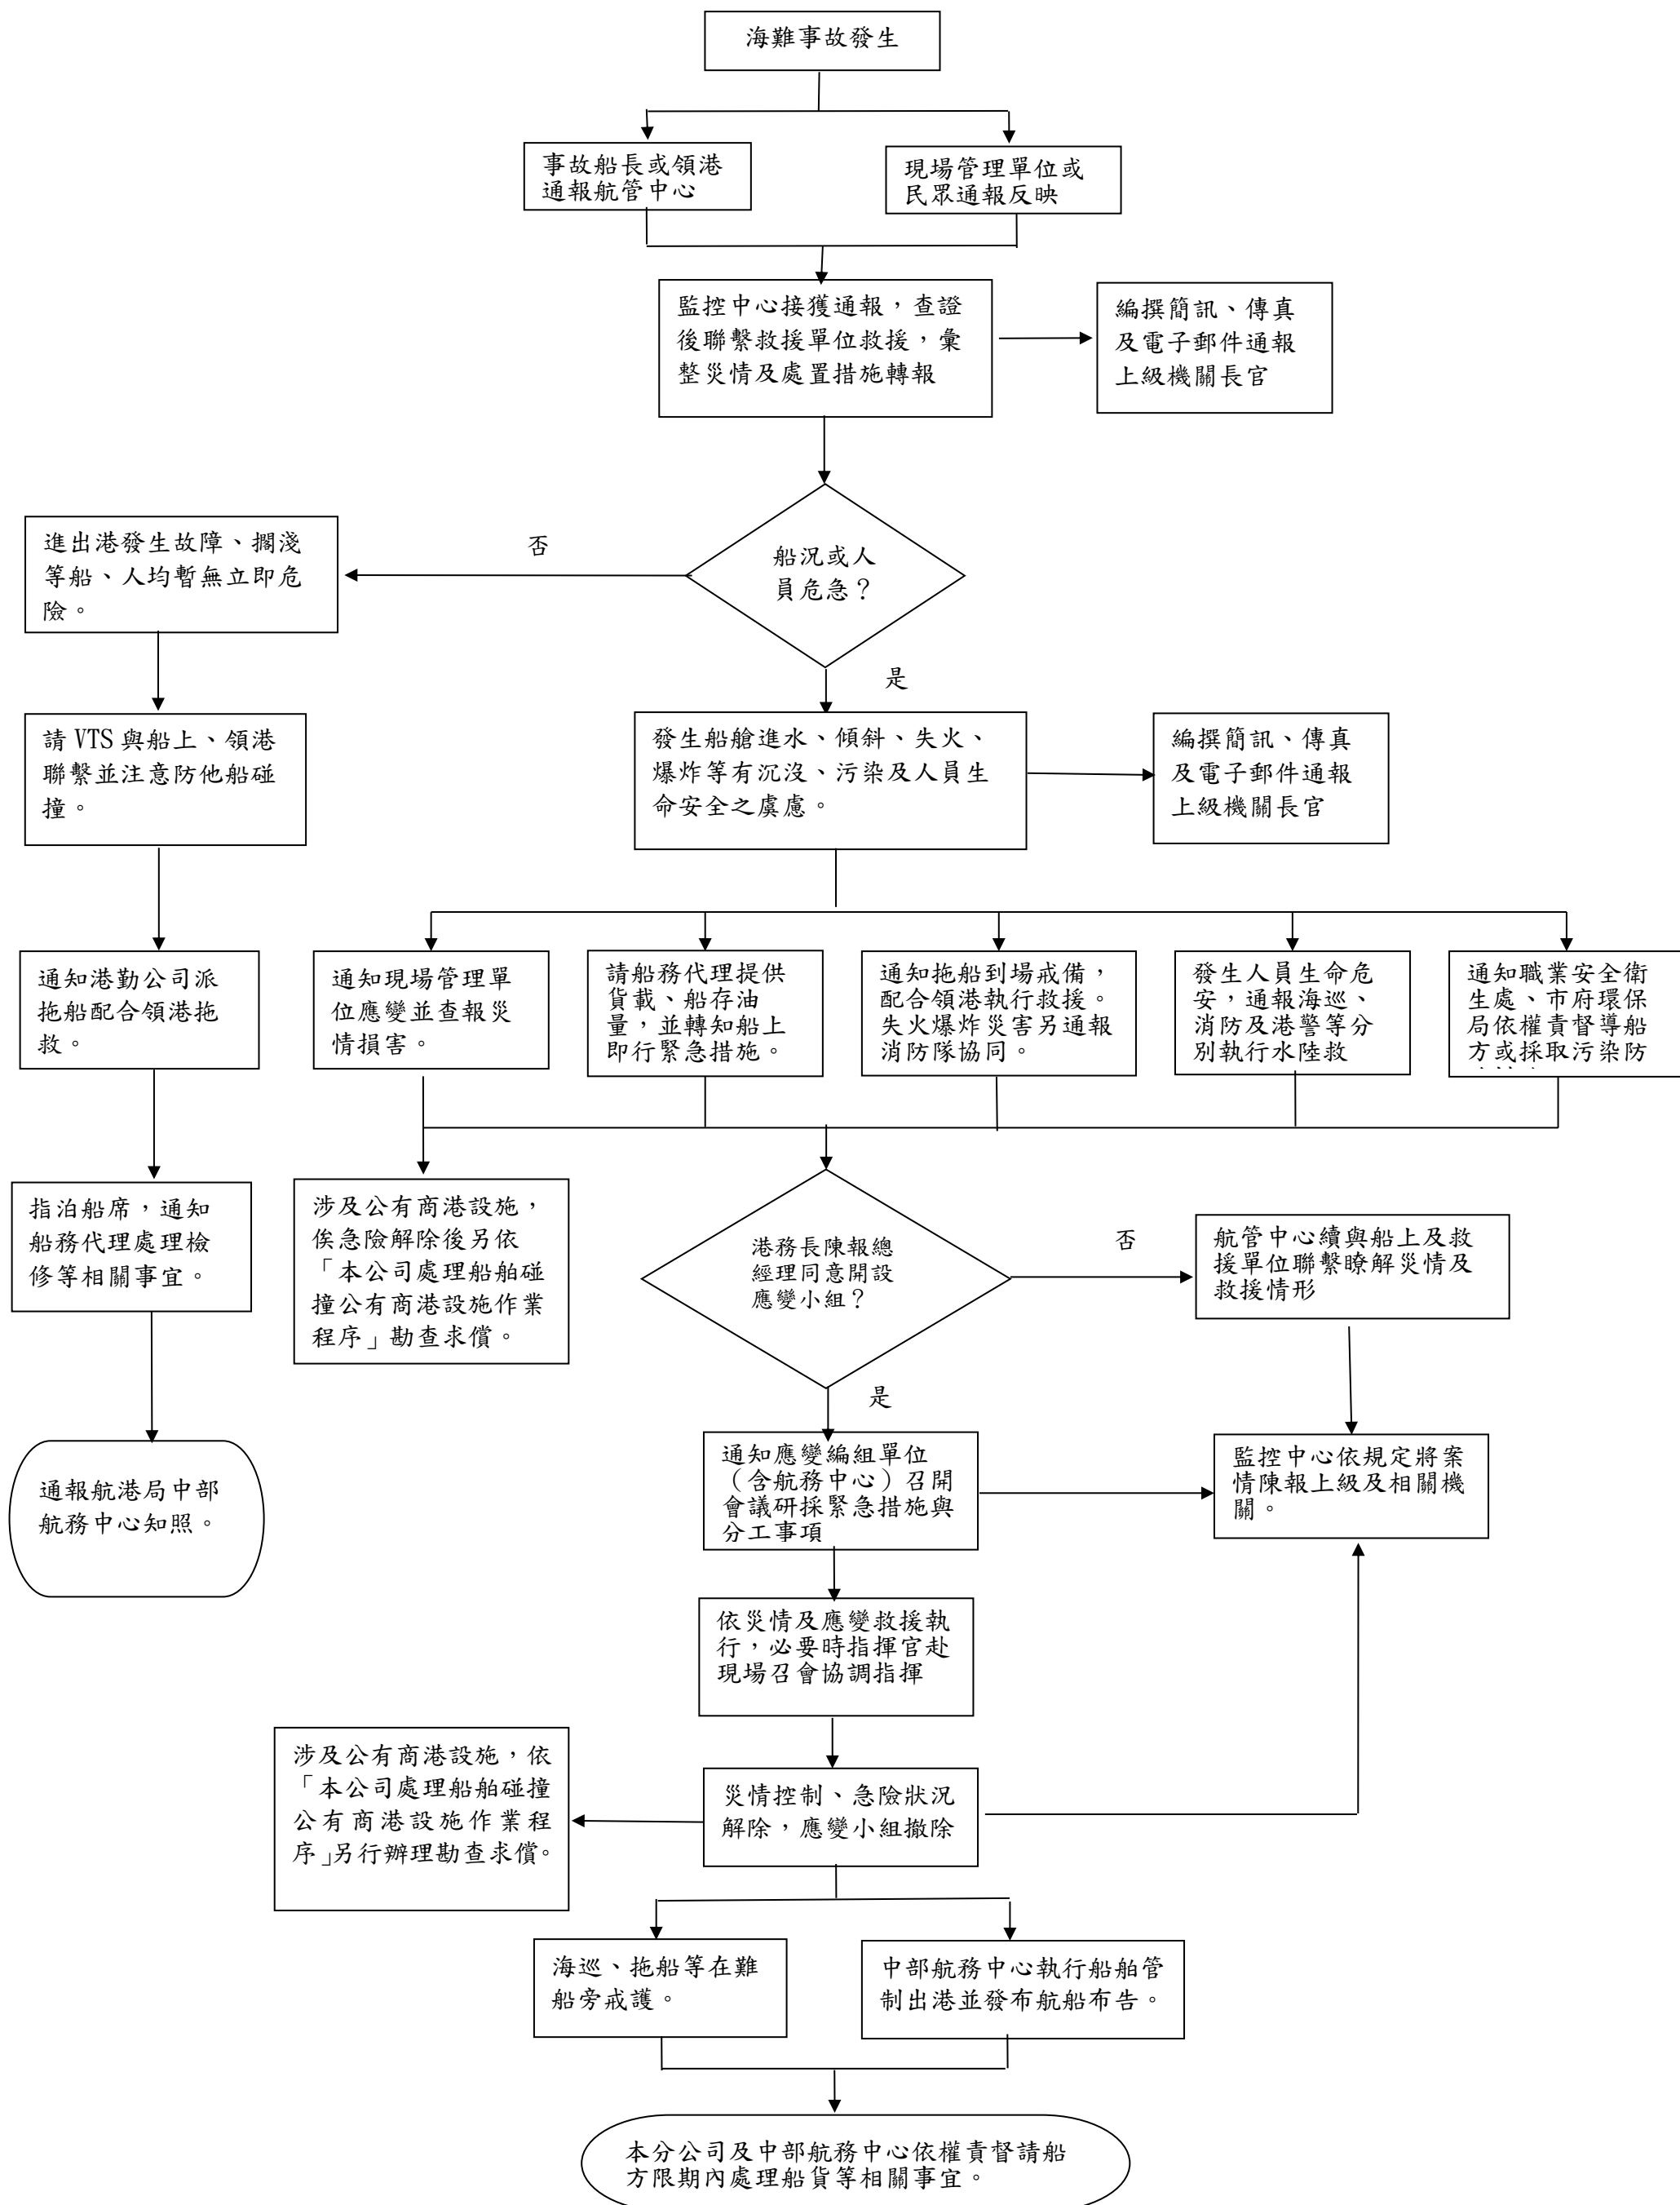 海難事故發生
事故船長或領港
通報航管中心
現場管理單位或
民眾通報反映
監控中心接獲通報，查證
後聯繫救援單位救援，彙
整災情及處置措施轉報
編撰簡訊、傳真
及電子郵件通報
上級機關長官
船況或人
員危急？
否
進出港發生故障、擱淺
等船、人均暫無立即危
險。
是
請 VTS 與船上、領港
聯繫並注意防他船碰
撞。
發生船艙進水、傾斜、失火、
爆炸等有沉沒、污染及人員生
命安全之虞慮。
編撰簡訊、傳真
及電子郵件通報
上級機關長官
通知港勤公司派
拖船配合領港拖
救。
通知現場管理單
位應變並查報災
情損害。
請船務代理提供
貨載、船存油
量，並轉知船上
即行緊急措施。
通知拖船到場戒備，
配合領港執行救援。
失火爆炸災害另通報
消防隊協同。
發生人員生命危
安，通報海巡、
消防及港警等分
別執行水陸救
通知職業安全衛
生處、市府環保
局依權責督導船
方或採取污染防
指泊船席，通知
船務代理處理檢
修等相關事宜。
涉及公有商港設施，
俟急險解除後另依
「本公司處理船舶碰
撞公有商港設施作業
程序」勘查求償。
港務長陳報總
經理同意開設
應變小組？
否
航管中心續與船上及救
援單位聯繫瞭解災情及
救援情形
是
通報航港局中部
航務中心知照。
通知應變編組單位
（含航務中心）召開
會議研採緊急措施與
分工事項
監控中心依規定將案
情陳報上級及相關機
關。
依災情及應變救援執
行，必要時指揮官赴
現場召會協調指揮
涉及公有商港設施，依
「本公司處理船舶碰撞
公有商港設施作業程
序」另行辦理勘查求償。
災情控制、急險狀況
解除，應變小組撤除
海巡、拖船等在難
船旁戒護。
中部航務中心執行船舶管
制出港並發布航船布告。
本分公司及中部航務中心依權責督請船
方限期內處理船貨等相關事宜。